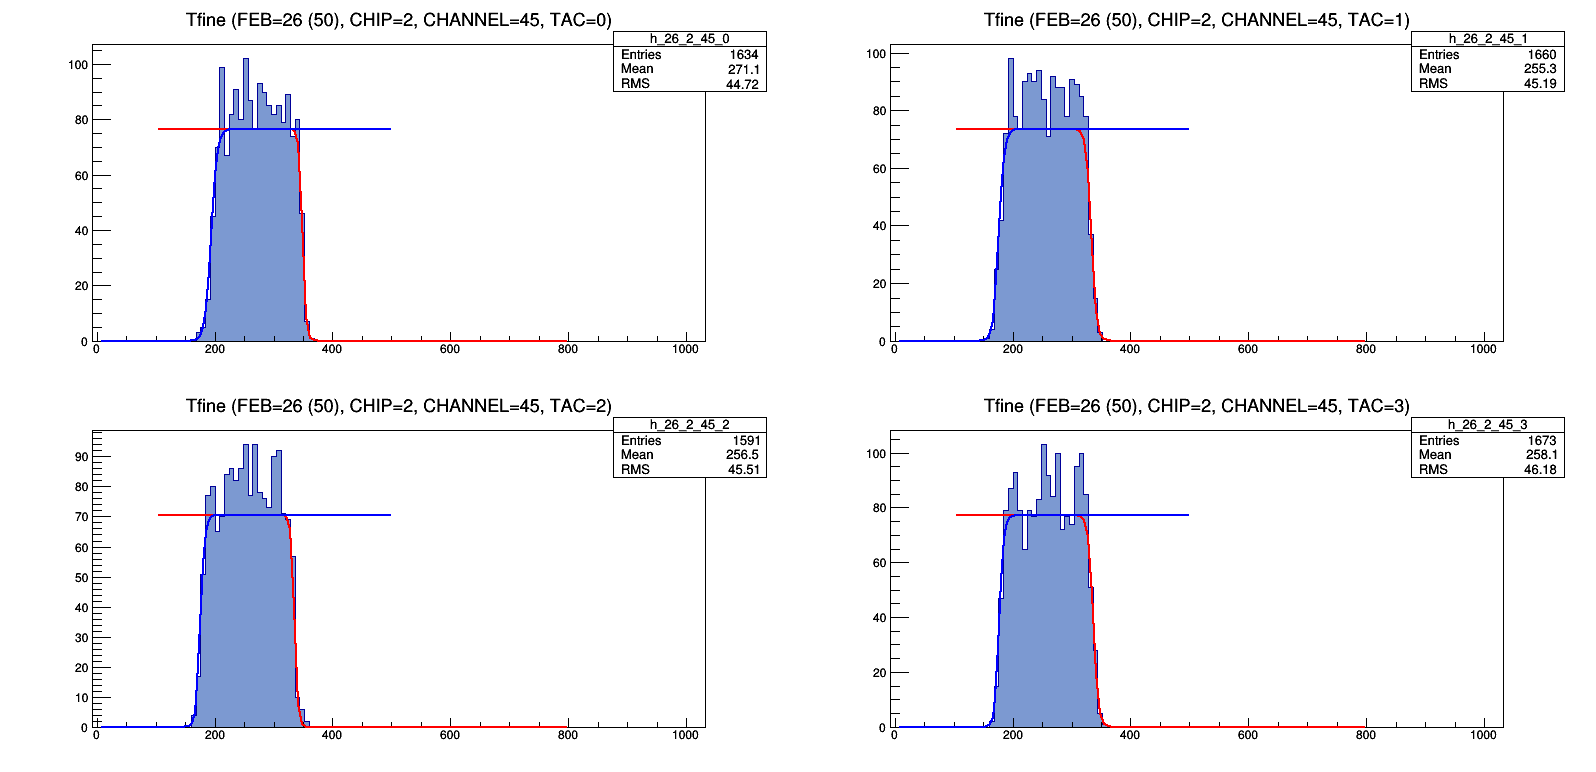 Tfine (FEB=26 (50), CHIP=2, CHANNEL=45, TAC=0)
h_26_2_45_0
Entries 1634
Mean 271.1
RMS 44.72
100
80
60
40
20
0
0 200 400 600 800 1000
Tfine (FEB=26 (50), CHIP=2, CHANNEL=45, TAC=1)
h_26_2_45_1
Entries 1660
Mean 255.3
RMS 45.19
100
80
60
40
20
0
0 200 400 600 800 1000
Tfine (FEB=26 (50), CHIP=2, CHANNEL=45, TAC=2)
h_26_2_45_2
Entries 1591
Mean 256.5
RMS 45.51
90
80
70
60
50
40
30
20
10
0
0 200 400 600 800 1000
Tfine (FEB=26 (50), CHIP=2, CHANNEL=45, TAC=3)
h_26_2_45_3
Entries 1673
Mean 258.1
RMS 46.18
100
80
60
40
20
0
0 200 400 600 800 1000